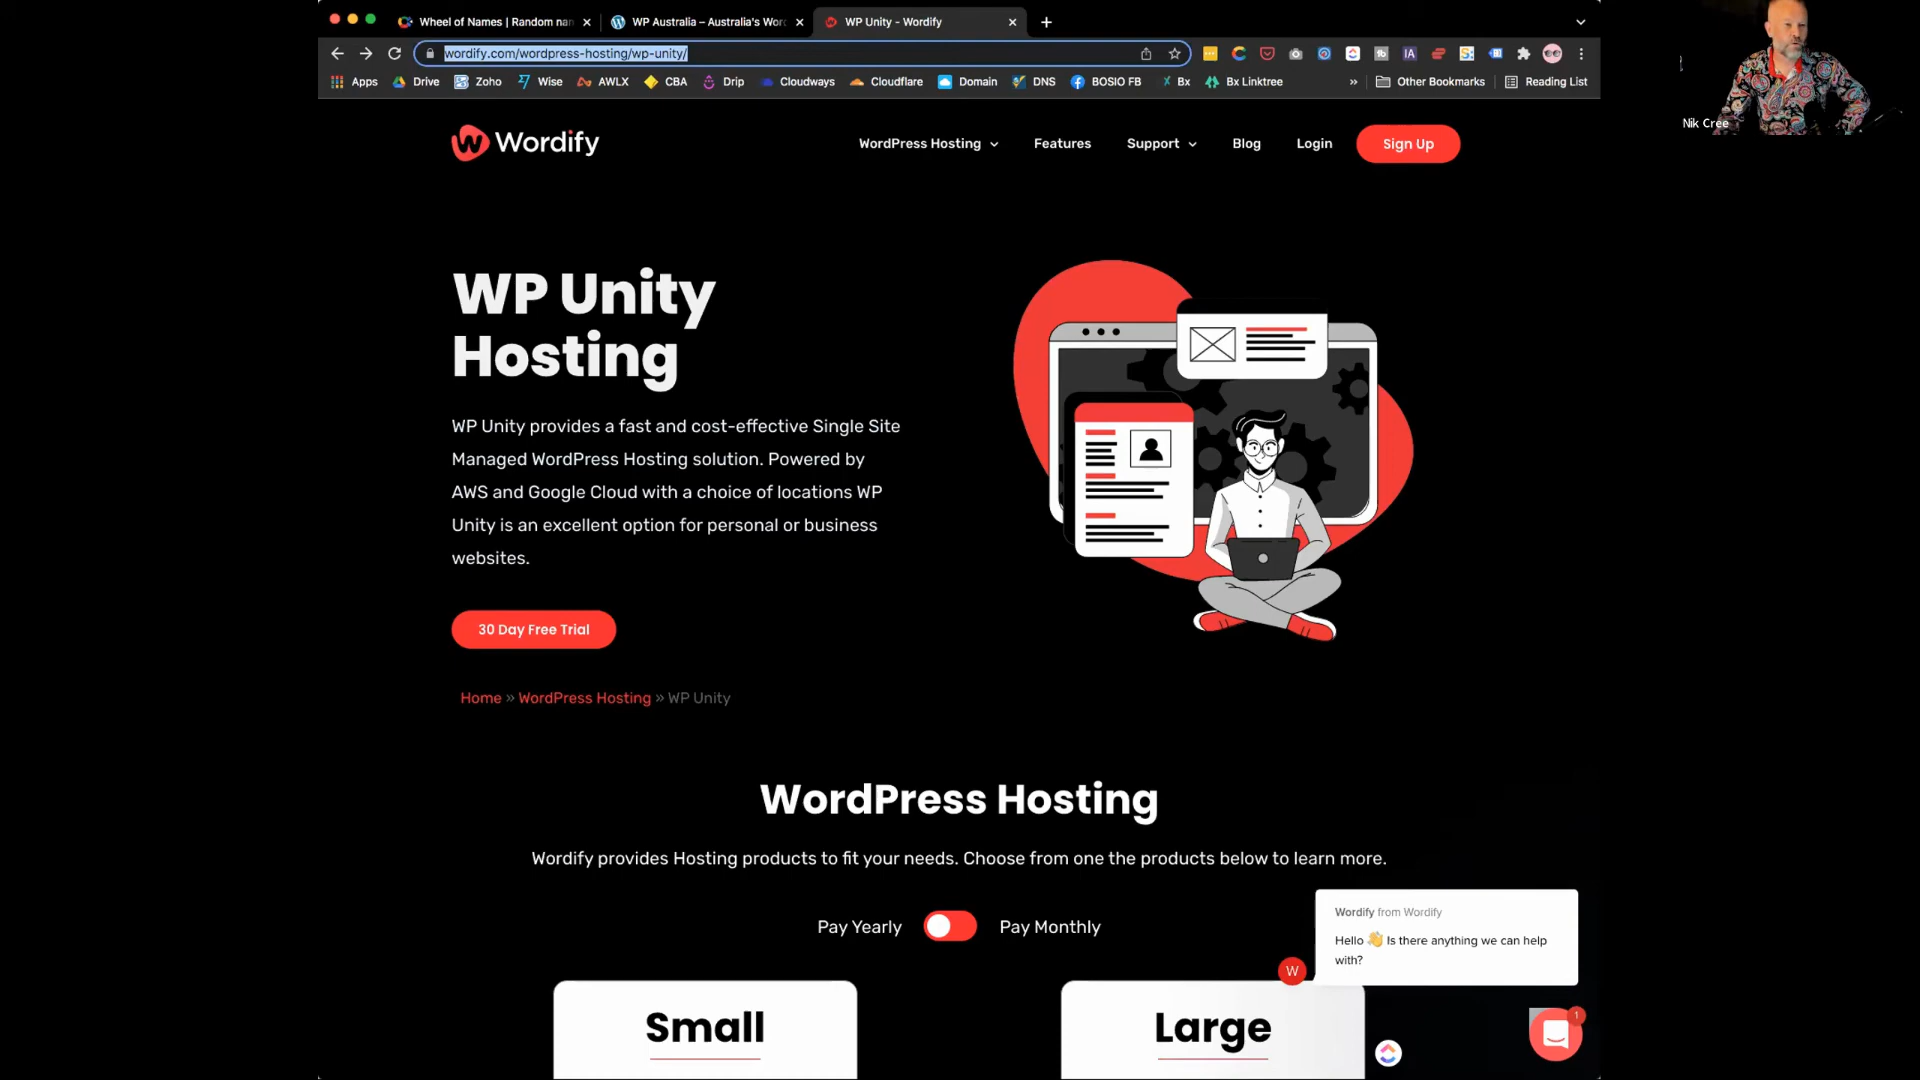 Wheel of Names | Random nam
WP Australia – Australia's Wor
WP Unity - Wordify
wordify.com/wordpress-hosting/wp-unity/
Apps
Drive
Zoho
Wise
AWLX
CBA
Drip
Cloudways
Cloudflare
Domain
DNS
BOSIO FB
Bx
Bx Linktree
»
Other Bookmarks
Reading List
Nik Cree
Wordify
WordPress Hosting
Features
Support
Blog
Login
Sign Up
WP Unity
Hosting
WP Unity provides a fast and cost-effective Single Site
Managed WordPress Hosting solution. Powered by
AWS and Google Cloud with a choice of locations WP
Unity is an excellent option for personal or business
websites.
30 Day Free Trial
Home » WordPress Hosting » WP Unity
WordPress Hosting
Wordify provides Hosting products to fit your needs. Choose from one the products below to learn more.
Pay Yearly
Pay Monthly
Wordify from Wordify
Hello 👋 Is there anything we can help
with?
W
1
Small
Large